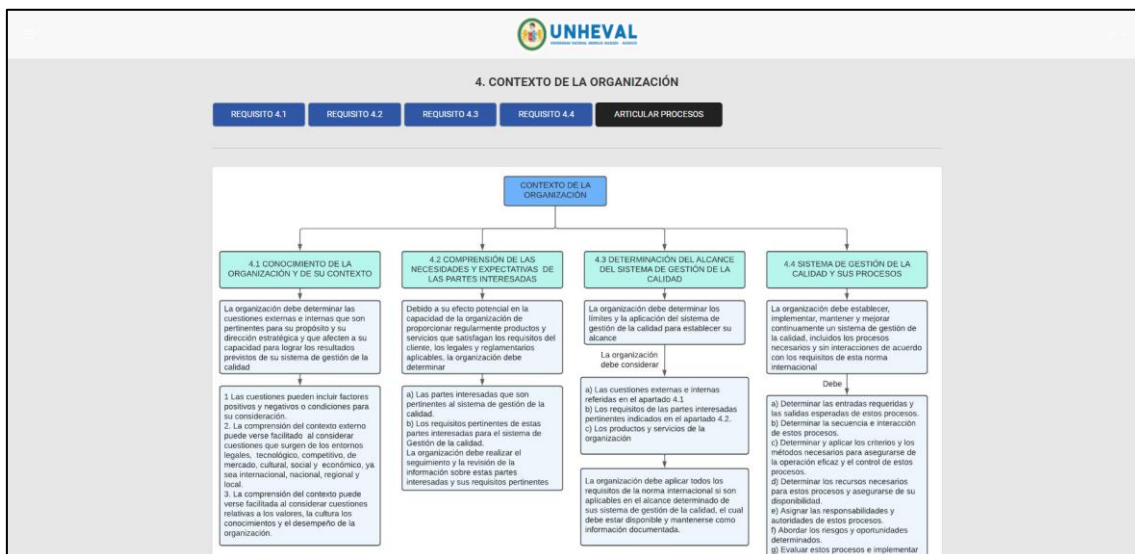 UNHEVAL
4. CONTEXTO DE LA ORGANIZACIÓN
REQUISITO 4.1
REQUISITO 4.2
REQUISITO 4.3
REQUISITO 4.4
ARTICULAR PROCESOS
CONTEXTO DE LA
ORGANIZACIÓN
4.1 CONOCIMIENTO DE LA
ORGANIZACIÓN Y DE SU CONTEXTO
La organización debe determinar las
cuestiones externas e internas que son
pertinentes para su propósito y su
dirección estratégica y que afecten a su
capacidad para lograr los resultados
previstos de su sistema de gestión de la
calidad
1 Las cuestiones pueden incluir factores
positivos y negativos o condiciones para
su consideración.
2. La comprensión del contexto externo
puede verse facilitado al considerar
cuestiones que surgen de los entornos
legales, tecnológico, competitivo, de
mercado, cultural, social y económico, ya
sea internacional, nacional, regional y
local.
3. La comprensión del contexto puede
verse facilitada al considerar cuestiones
relativas a los valores, la cultura los
conocimientos y el desempeño de la
organización.
4.2 COMPRENSIÓN DE LAS
NECESIDADES Y EXPECTATIVAS DE
LAS PARTES INTERESADAS
Debido a su efecto potencial en la
capacidad de la organización de
proporcionar regularmente productos y
servicios que satisfagan los requisitos del
cliente, los legales y reglamentarios
aplicables, la organización debe
determinar
a) Las partes interesadas que son
pertinentes al sistema de gestión de la
calidad.
b) Los requisitos pertinentes de estas
partes interesadas para el sistema de
Gestión de la calidad.
La organización debe realizar el
seguimiento y la revisión de la
información sobre estas partes
interesadas y sus requisitos pertinentes
4.3 DETERMINACIÓN DEL ALCANCE
DEL SISTEMA DE GESTIÓN DE LA
CALIDAD
La organización debe determinar los
límites y la aplicación del sistema de
gestión de la calidad para establecer su
alcance
La organización
debe considerar
a) Las cuestiones externas e internas
referidas en el apartado 4.1
b) Los requisitos de las partes interesadas
pertinentes indicados en el apartado 4.2.
c) Los productos y servicios de la
organización
La organización debe aplicar todos los
requisitos de la norma internacional si son
aplicables en el alcance determinado de
sus sistema de gestión de la calidad, el cual
debe estar disponible y mantenerse como
información documentada.
4.4 SISTEMA DE GESTIÓN DE LA
CALIDAD Y SUS PROCESOS
La organización debe establecer,
implementar, mantener y mejorar
continuamente un sistema de gestión de
la calidad, incluidos los procesos
necesarios y sin interacciones de acuerdo
con los requisitos de esta norma
internacional
Debe
a) Determinar las entradas requeridas y
las salidas esperadas de estos procesos.
b) Determinar la secuencia e interacción
de estos procesos.
c) Determinar y aplicar los criterios y los
métodos necesarios para asegurarse de
la operación eficaz y el control de estos
procesos.
d) Determinar los recursos necesarios
para estos procesos y asegurarse de su
disponibilidad.
e) Asignar las responsabilidades y
autoridades de estos procesos.
f) Abordar los riesgos y oportunidades
determinados.
g) Evaluar estos procesos e implementar